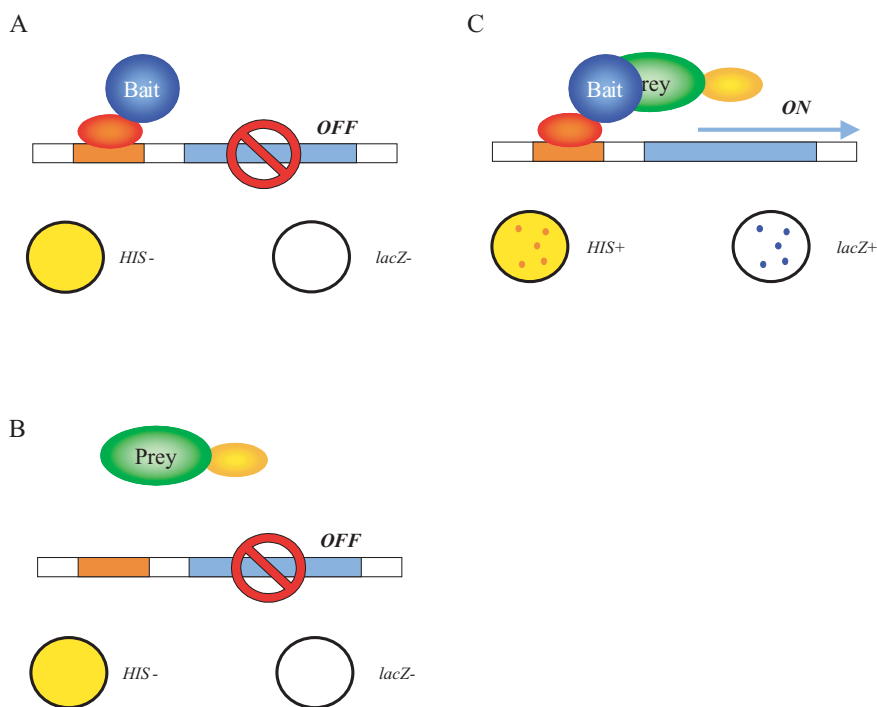 A
Bait
OFF
HIS-
lacZ-
B
Prey
OFF
HIS-
lacZ-
C
Bait
rey
ON
HIS+
lacZ+